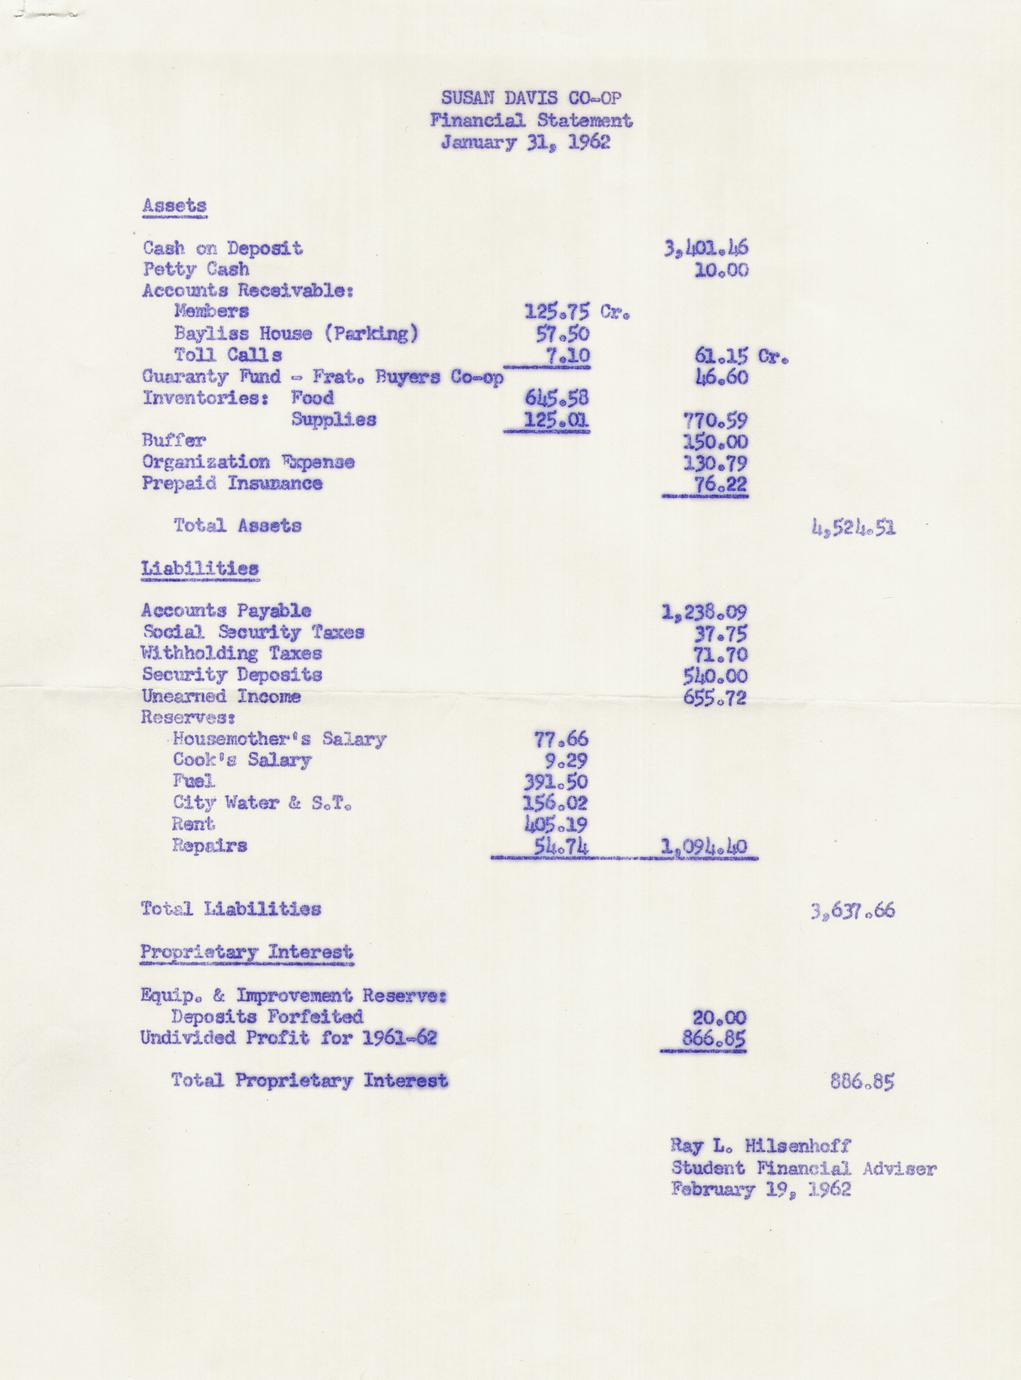 SUSAN DAVIS CO-OP
Financial Statement
January 31, 1962
Assets
Cash on Deposit 3,401.46
Petty Cash 10.00
Accounts Receivable:
Members 125.75 Cr.
Bayliss House (Parking) 57.50
Toll Calls 7.10 61.15 Cr.
Guaranty Fund - Frat. Buyers Co-op 46.60
Inventories: Food 645.58
Supplies 125.01 770.59
Buffer 150.00
Organization Expense 130.79
Prepaid Insurance 76.22
Total Assets 4,524.51
Liabilities
Accounts Payable 1,238.09
Social Security Taxes 37.75
Withholding Taxes 71.70
Security Deposits 540.00
Unearned Income 655.72
Reserves:
Housemother's Salary 77.66
Cook's Salary 9.29
Fuel 391.50
City Water & S.T. 156.02
Rent 405.19
Repairs 54.74 1,094.40
Total Liabilities 3,637.66
Proprietary Interest
Equip. & Improvement Reserve:
Deposits Forfeited 20.00
Undivided Profit for 1961-62 866.85
Total Proprietary Interest 886.85
Ray L. Hilsenhoff
Student Financial Adviser
February 19, 1962